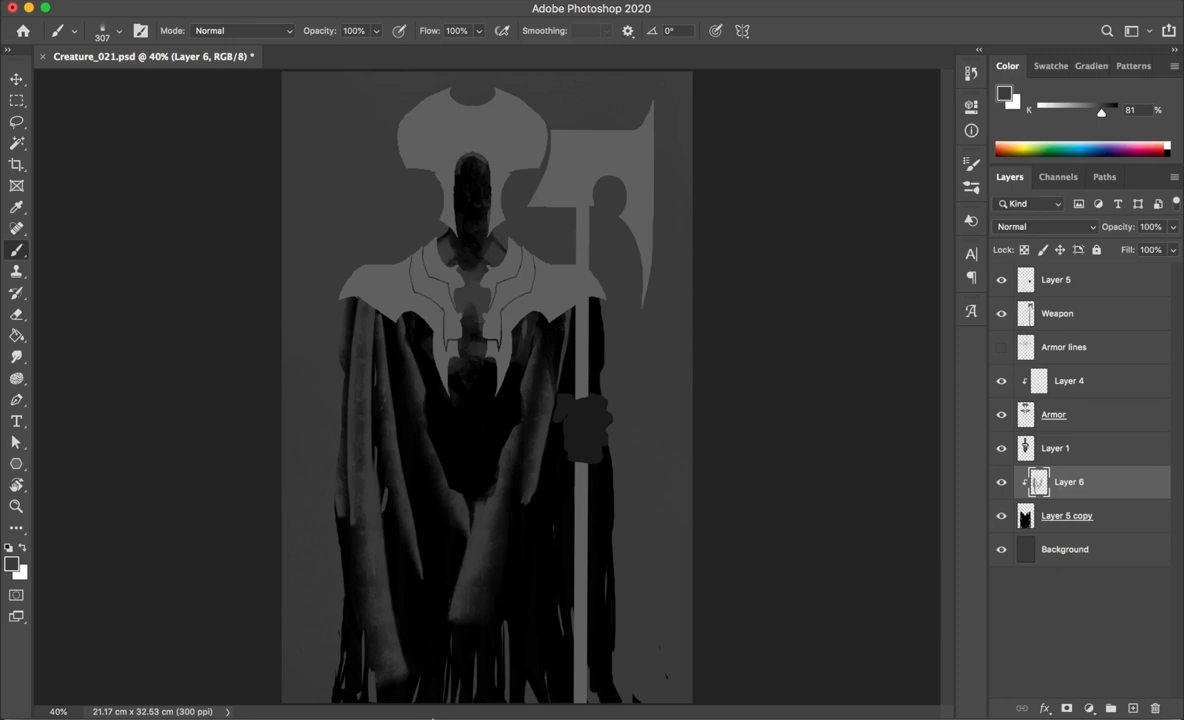 Adobe Photoshop 2020
307
Mode: Normal
Opacity: 100%
Flow: 100%
Smoothing:
0°
Creature_021.psd @ 40% (Layer 6, RGB/8) *
Color
Swatche
Gradien
Patterns
K
81
%
Layers
Channels
Paths
Kind
Normal
Opacity: 100%
Lock:
Fill: 100%
Layer 5
Weapon
Armor lines
Layer 4
Armor
Layer 1
Layer 6
Layer 5 copy
Background
40%
21.17 cm x 32.53 cm (300 ppi)